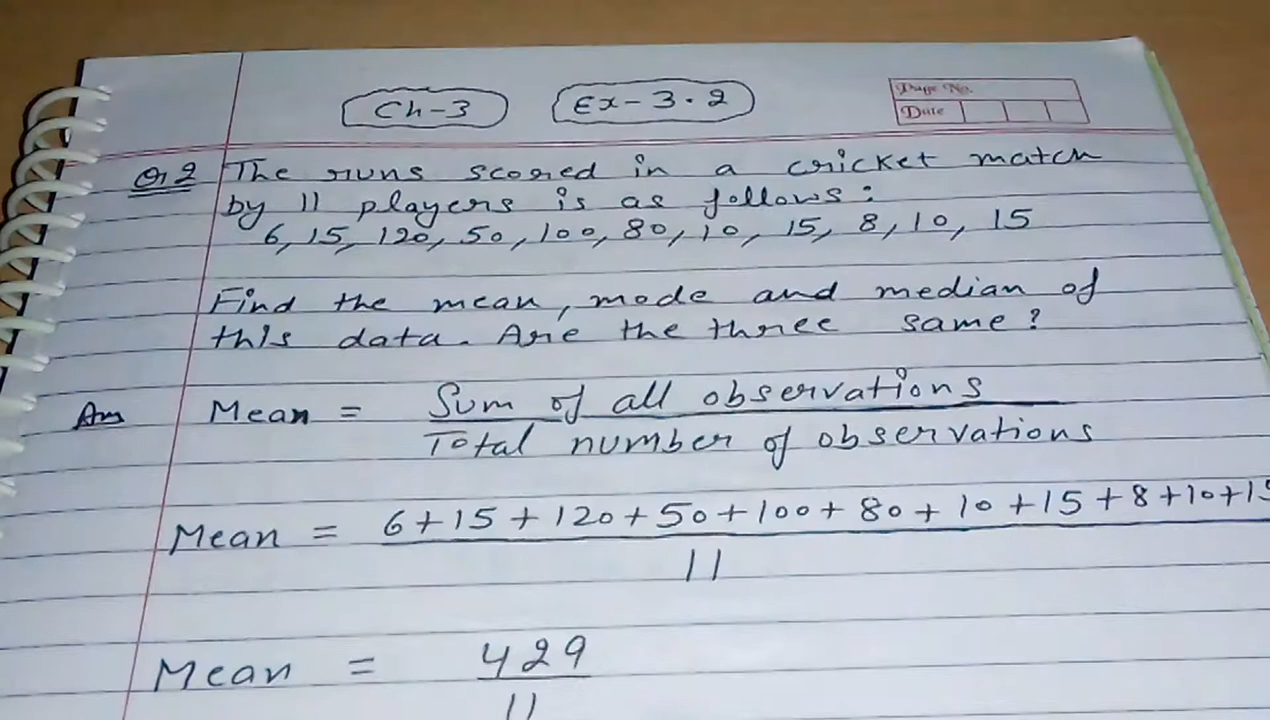 Ch-3 Ex-3.2
Page No.
Date
Q.2 The runs scored in a cricket match
by 11 players is as follows:
6, 15, 120, 50, 100, 80, 10, 15, 8, 10, 15
Find the mean, mode and median of
this data. Are the three same?
Ans Mean = Sum of all observations
Total number of observations
Mean = 6+15+120+50+100+80+10+15+8+10+15
11
Mean = 429
11